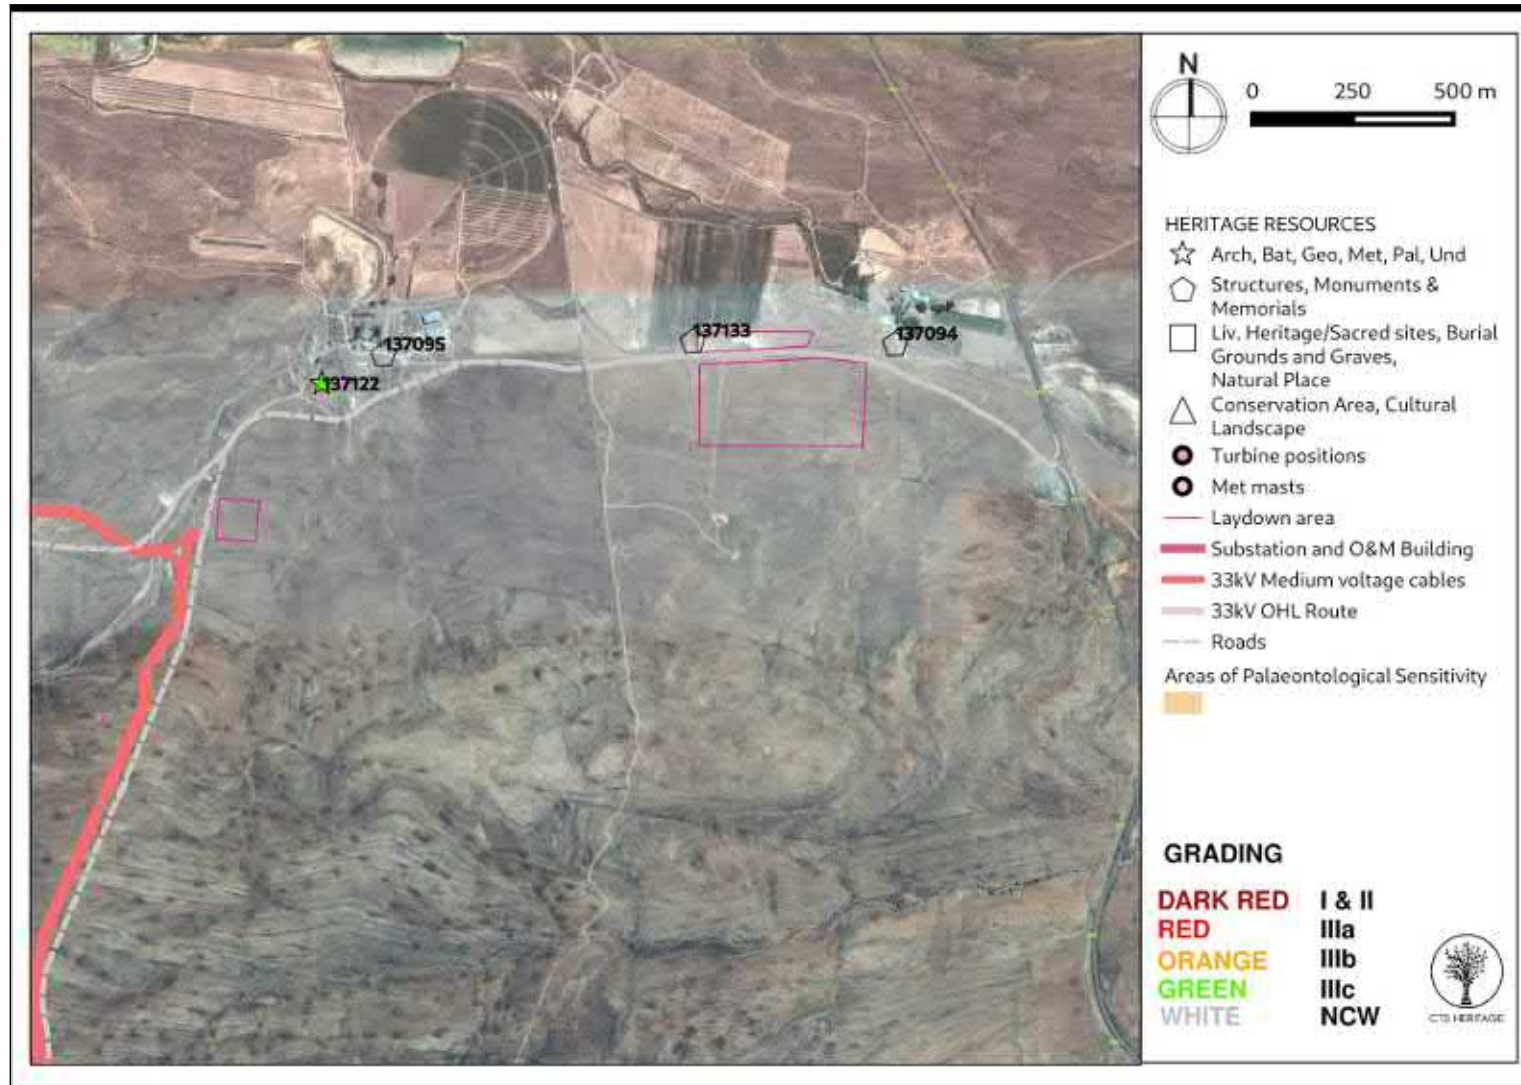 N
0 250 500 m
HERITAGE RESOURCES
Arch, Bat, Geo, Met, Pal, Und
Structures, Monuments &
Memorials
Liv. Heritage/Sacred sites, Burial
Grounds and Graves,
Natural Place
Conservation Area, Cultural
Landscape
Turbine positions
Met masts
Laydown area
Substation and O&M Building
33kV Medium voltage cables
33kV OHL Route
Roads
Areas of Palaeontological Sensitivity
137133
137094
137095
137122
GRADING
DARK RED I & II
RED IIIa
ORANGE IIIb
GREEN IIIc
WHITE NCW
CTS HERITAGE